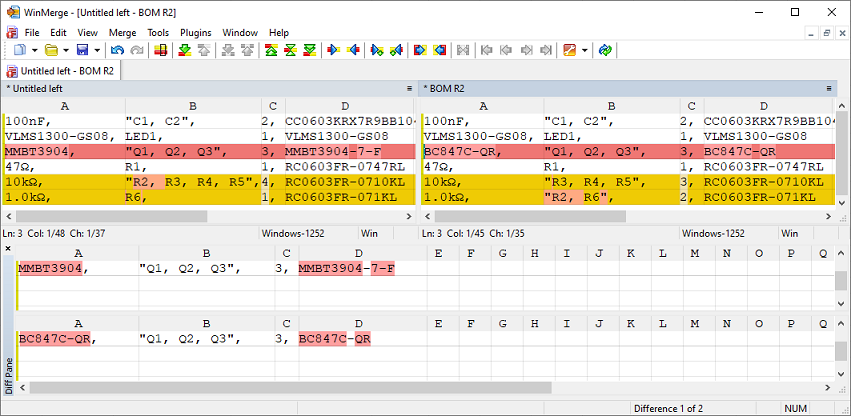 WinMerge - [Untitled left - BOM R2]
File Edit View Merge Tools Plugins Window Help
Untitled left - BOM R2
* Untitled left
A B C D
100nF, "C1, C2", 2, CC0603KRX7R9BB104
VLMS1300-GS08, LED1, 1, VLMS1300-GS08
MMBT3904, "Q1, Q2, Q3", 3, MMBT3904-7-F
47Ω, R1, 1, RC0603FR-0747RL
10kΩ, "R2, R3, R4, R5", 4, RC0603FR-0710KL
1.0kΩ, R6, 1, RC0603FR-071KL
Ln: 3 Col: 1/48 Ch: 1/37 Windows-1252 Win
* BOM R2
A B C D
100nF, "C1, C2", 2, CC0603KRX7R9BB104
VLMS1300-GS08, LED1, 1, VLMS1300-GS08
BC847C-QR, "Q1, Q2, Q3", 3, BC847C-QR
47Ω, R1, 1, RC0603FR-0747RL
10kΩ, "R3, R4, R5", 3, RC0603FR-0710KL
1.0kΩ, "R2, R6", 2, RC0603FR-071KL
Ln: 3 Col: 1/45 Ch: 1/35 Windows-1252 Win
Diff Pane
A B C D E F G H I J K L M N O P Q
MMBT3904, "Q1, Q2, Q3", 3, MMBT3904-7-F
A B C D E F G H I J K L M N O P Q
BC847C-QR, "Q1, Q2, Q3", 3, BC847C-QR
Difference 1 of 2 NUM